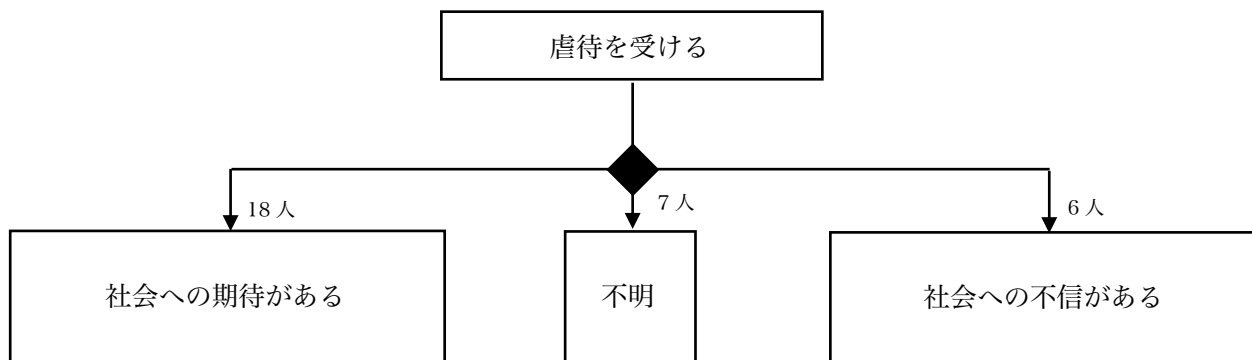 虐待を受ける
18人
7人
6人
社会への期待がある
不明
社会への不信がある